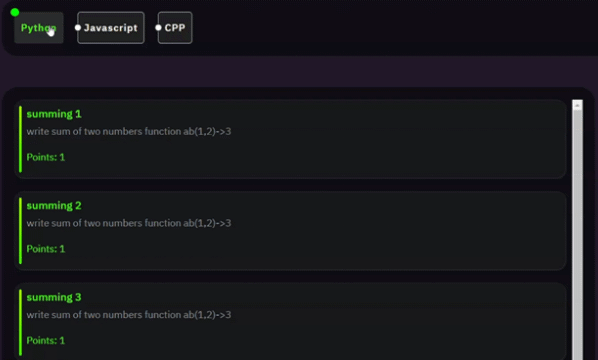 Python
Javascript
CPP
summing 1
write sum of two numbers function ab(1,2)->3
Points: 1
summing 2
write sum of two numbers function ab(1,2)->3
Points: 1
summing 3
write sum of two numbers function ab(1,2)->3
Points: 1